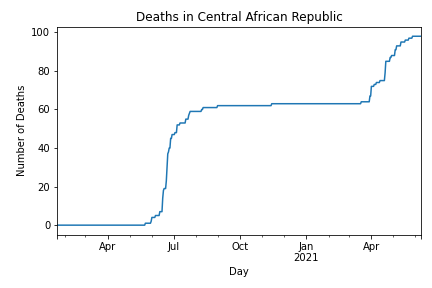 Deaths in Central African Republic
100
80
60
40
20
0
Number of Deaths
Apr
Jul
Oct
Jan
2021
Apr
Day